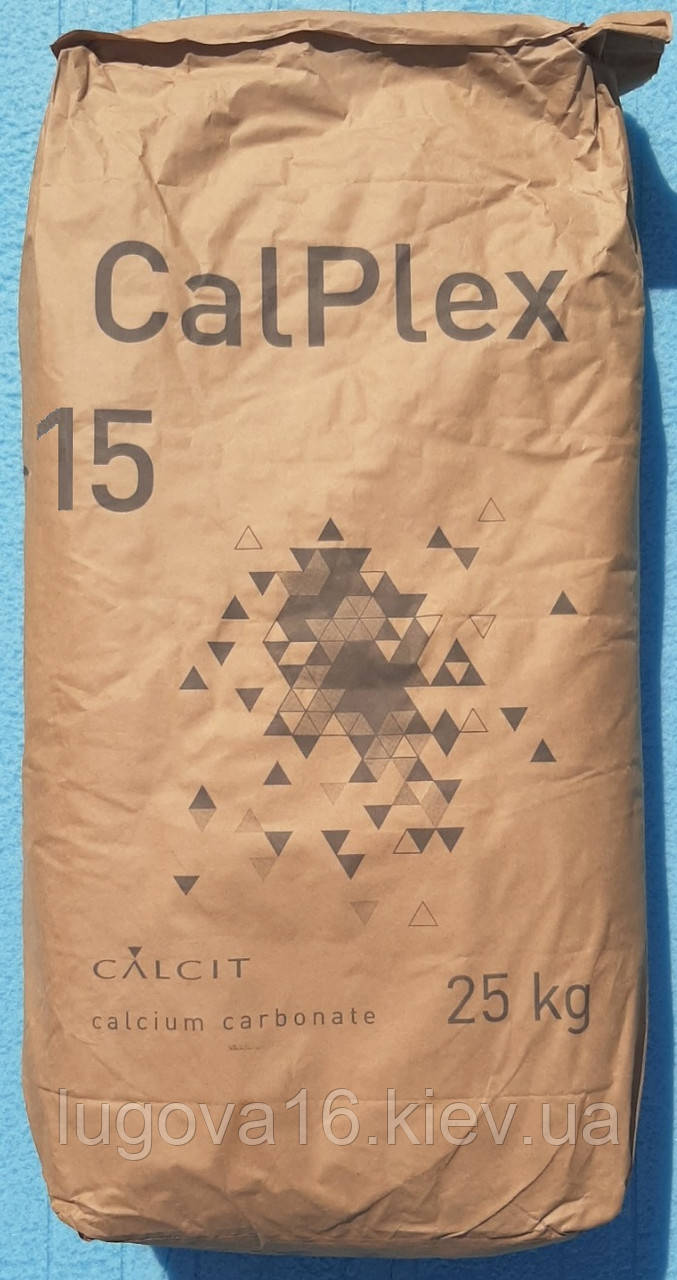 CalPlex
15
CALCIT
calcium carbonate
25 kg
lugova16.kiev.ua